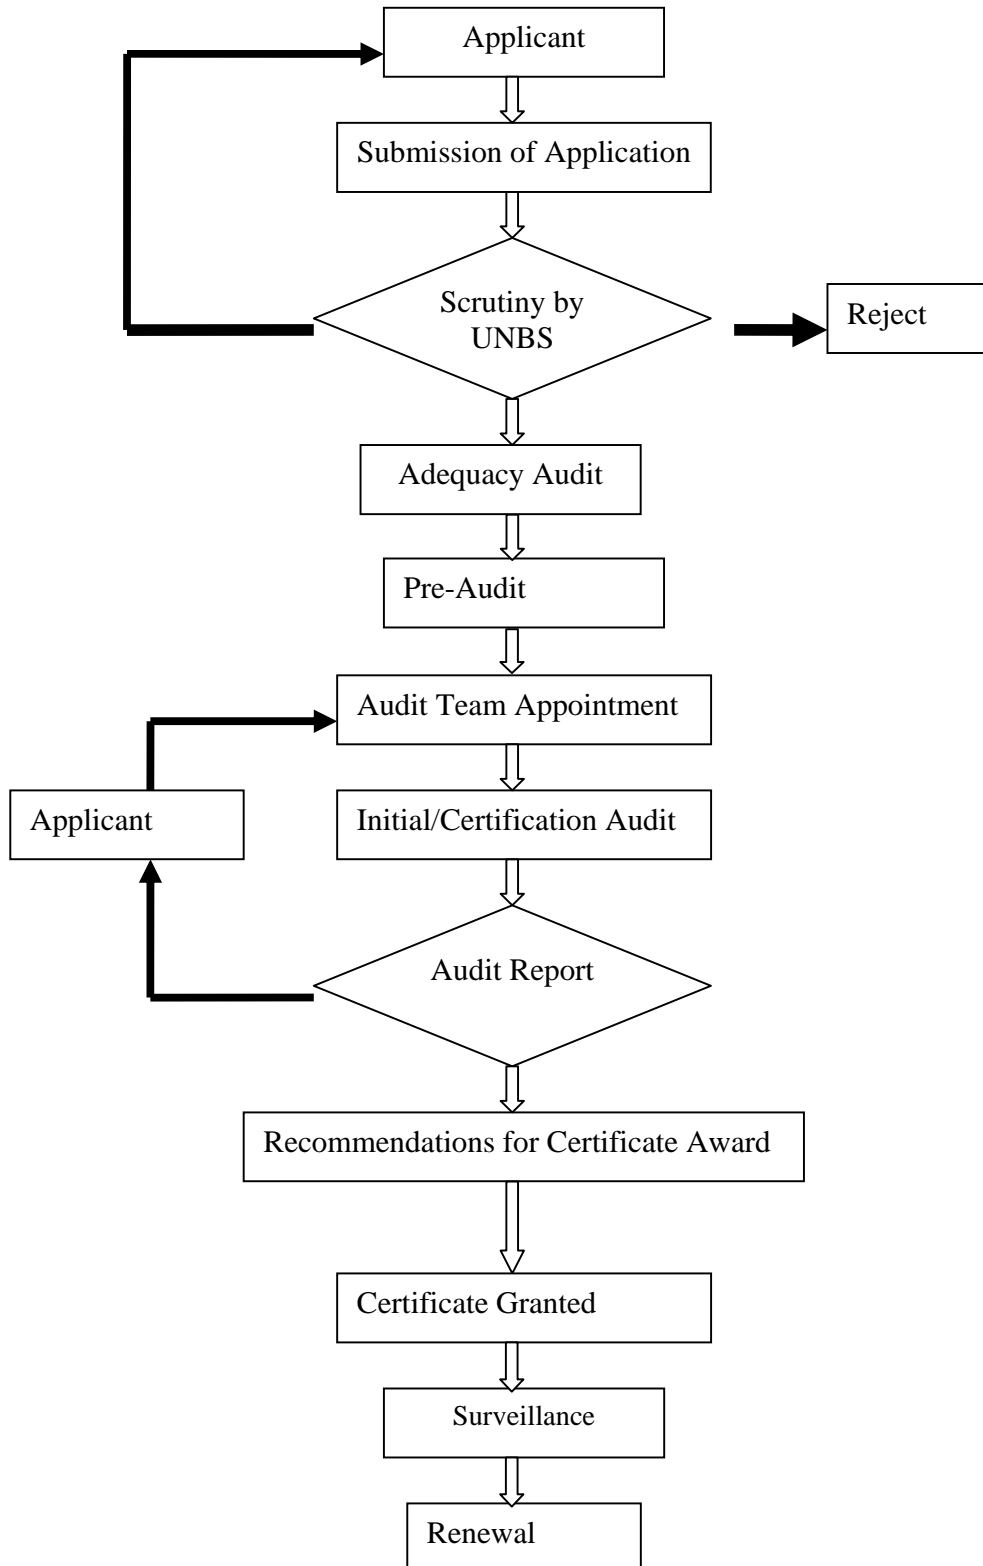 Applicant
Submission of Application
Scrutiny by
UNBS
Reject
Adequacy Audit
Pre-Audit
Audit Team Appointment
Applicant
Initial/Certification Audit
Audit Report
Recommendations for Certificate Award
Certificate Granted
Surveillance
Renewal